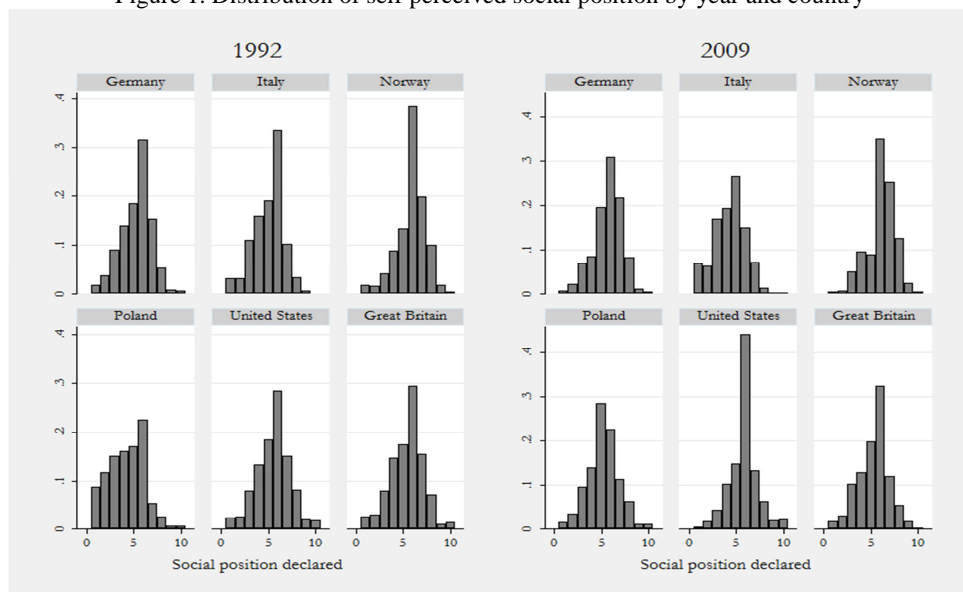 Figure 1. Distribution of self-perceived social position by year and country
1992
2009
Germany Italy Norway
Germany Italy Norway
.4
.3
.2
.1
0
.4
.3
.2
.1
0
Poland United States Great Britain
Poland United States Great Britain
.4
.3
.2
.1
0
.4
.3
.2
.1
0
0 5 10 0 5 10 0 5 10
0 5 10 0 5 10 0 5 10
Social position declared
Social position declared